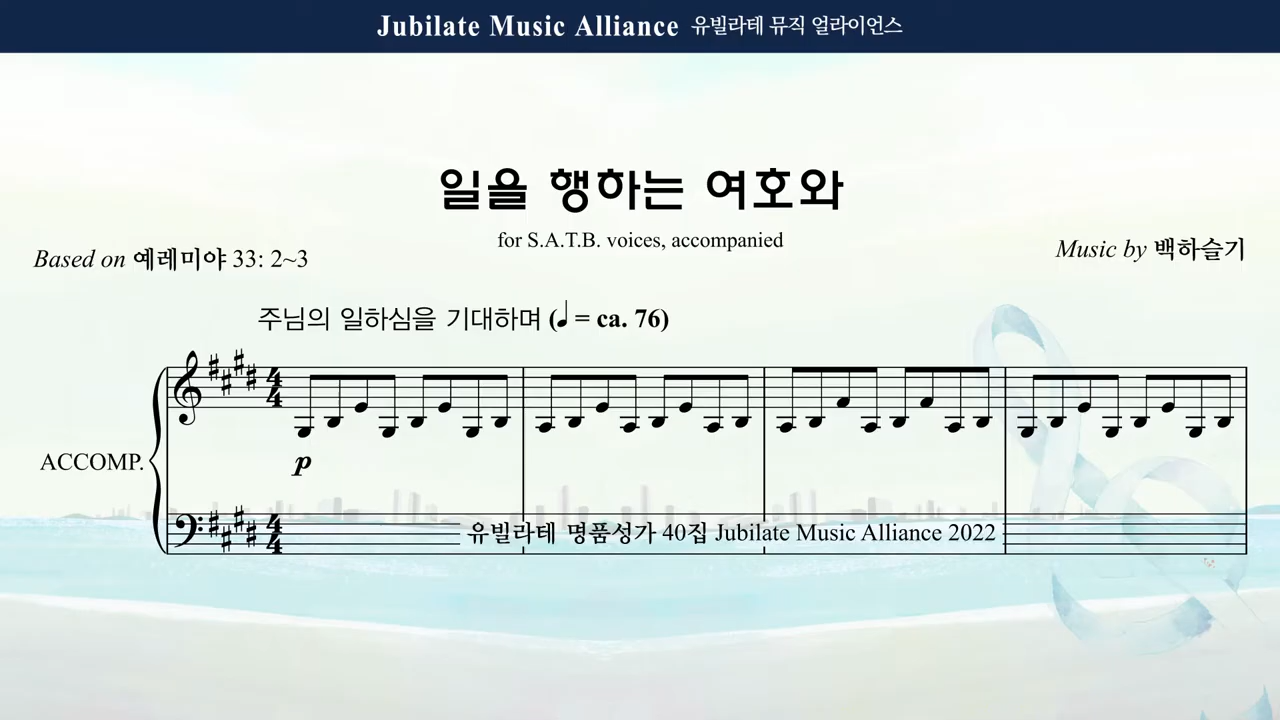 Jubilate Music Alliance 유빌라테 뮤직 얼라이언스
일을 행하는 여호와
for S.A.T.B. voices, accompanied
Based on 예레미야 33: 2~3
Music by 백하슬기
주님의 일하심을 기대하며 (♩ = ca. 76)
ACCOMP.
p
유빌라테 명품성가 40집 Jubilate Music Alliance 2022